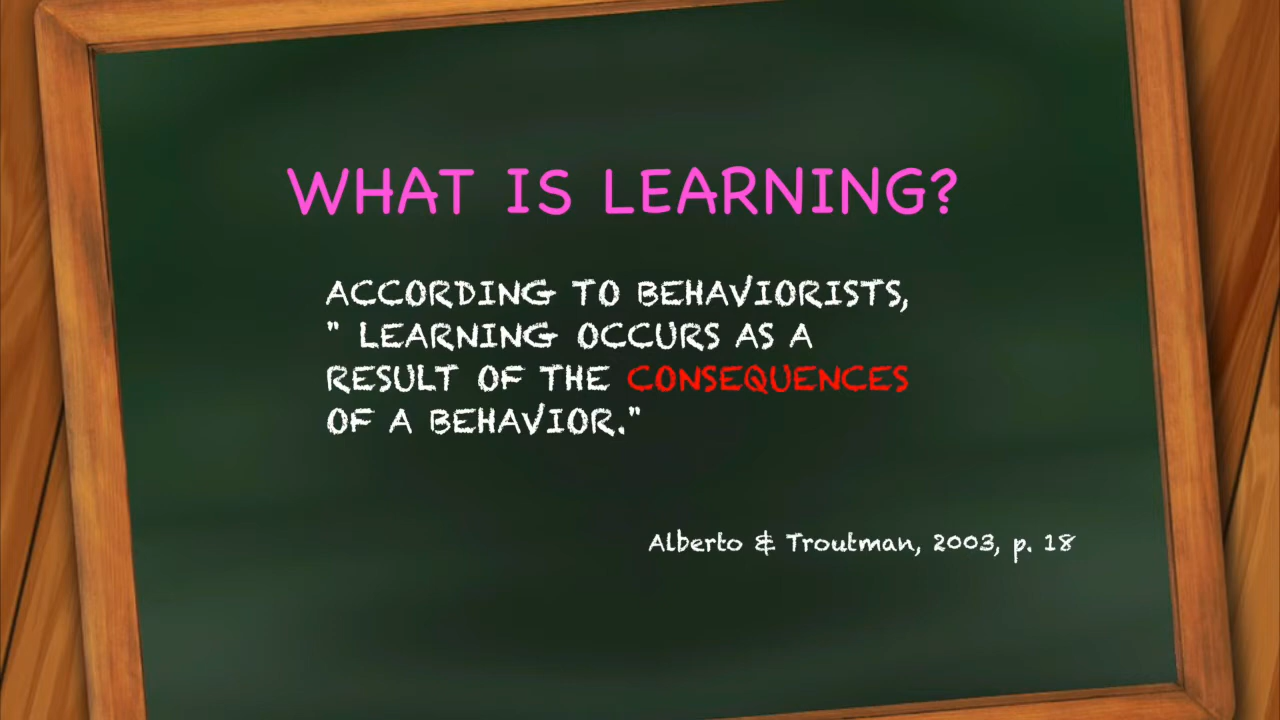 WHAT IS LEARNING?
ACCORDING TO BEHAVIORISTS,
" LEARNING OCCURS AS A
RESULT OF THE CONSEQUENCES
OF A BEHAVIOR."
Alberto & Troutman, 2003, p. 18